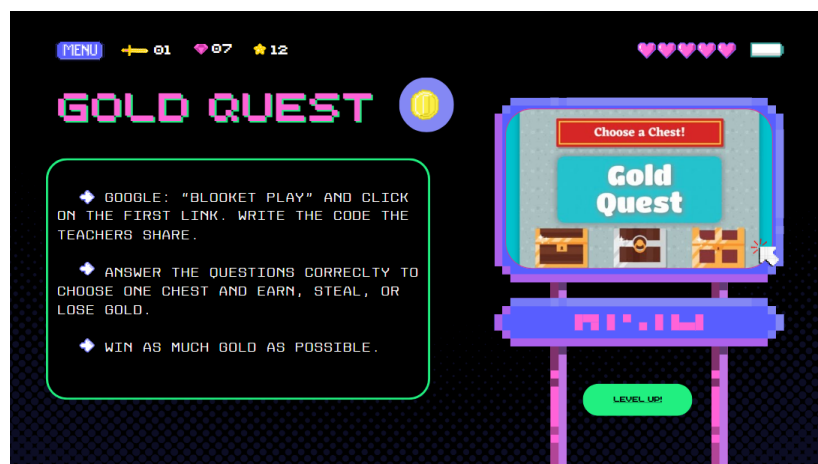 MENU 01 07 12
GOLD QUEST
GOOGLE: "BLOOKET PLAY" AND CLICK
ON THE FIRST LINK. WRITE THE CODE THE
TEACHERS SHARE.
ANSWER THE QUESTIONS CORRECLTY TO
CHOOSE ONE CHEST AND EARN, STEAL, OR
LOSE GOLD.
WIN AS MUCH GOLD AS POSSIBLE.
Choose a Chest!
Gold
Quest
LEVEL UP!